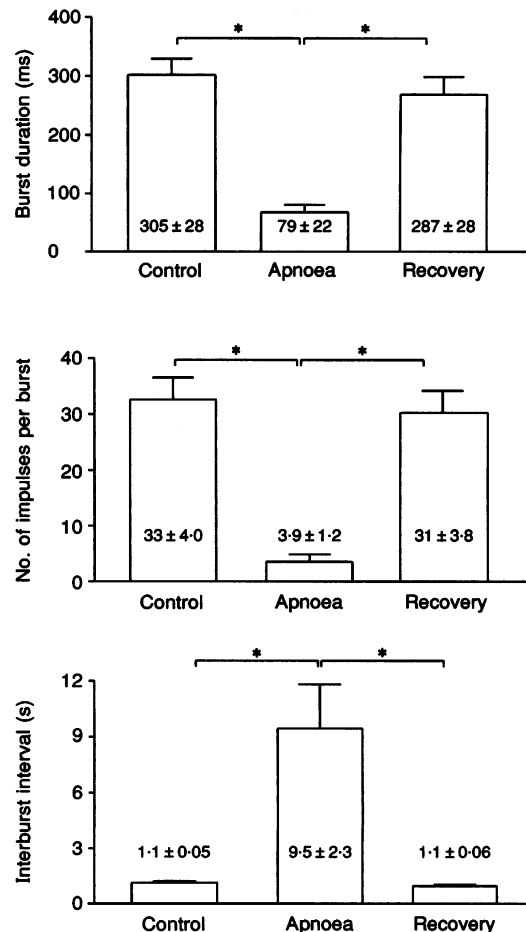 400
* *
300
Burst duration (ms)
200
100
305 ± 28 79 ± 22 287 ± 28
0
Control Apnoea Recovery
* *
40
30
No. of impulses per burst
20
10
33 ± 4·0 3·9 ± 1·2 31 ± 3·8
0
Control Apnoea Recovery
* *
12
9
Interburst interval (s)
6
3
1·1 ± 0·05 9·5 ± 2·3 1·1 ± 0·06
0
Control Apnoea Recovery